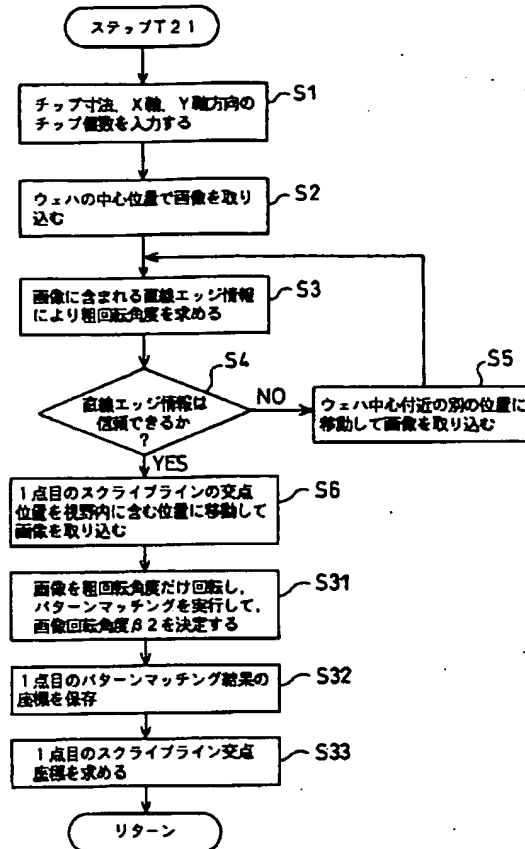 ステップT21
チップ寸法、X軸、Y軸方向の
チップ個数を入力する
S1
ウェハの中心位置で画像を取り
込む
S2
画像に含まれる直線エッジ情報
により粗回転角度を求める
S3
直線エッジ情報は
信頼できるか
?
S4
NO
YES
ウェハ中心付近の別の位置に
移動して画像を取り込む
S5
1点目のスクライブラインの交点
位置を視野内に含む位置に移動して
画像を取り込む
S6
画像を粗回転角度だけ回転し,
パターンマッチングを実行して,
画像回転角度β2を決定する
S31
1点目のパターンマッチング結果の
座標を保存
S32
1点目のスクライブライン交点
座標を求める
S33
リターン